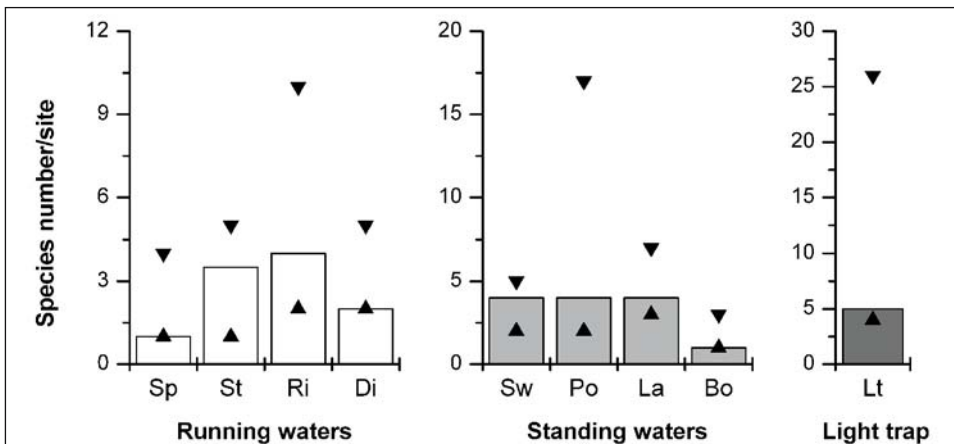 Species number/site
12
9
6
3
0
Sp St Ri Di
Running waters
20
15
10
5
0
Sw Po La Bo
Standing waters
30
25
20
15
10
5
0
Lt
Light trap